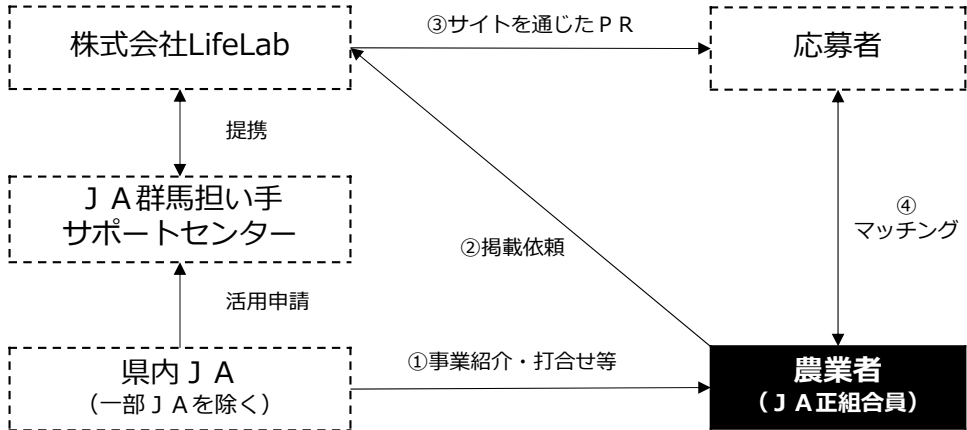 株式会社LifeLab
③サイトを通じたＰＲ
応募者
提携
ＪＡ群馬担い手
サポートセンター
④
マッチング
②掲載依頼
活用申請
県内ＪＡ
（一部ＪＡを除く）
①事業紹介・打合せ等
農業者
（ＪＡ正組合員）